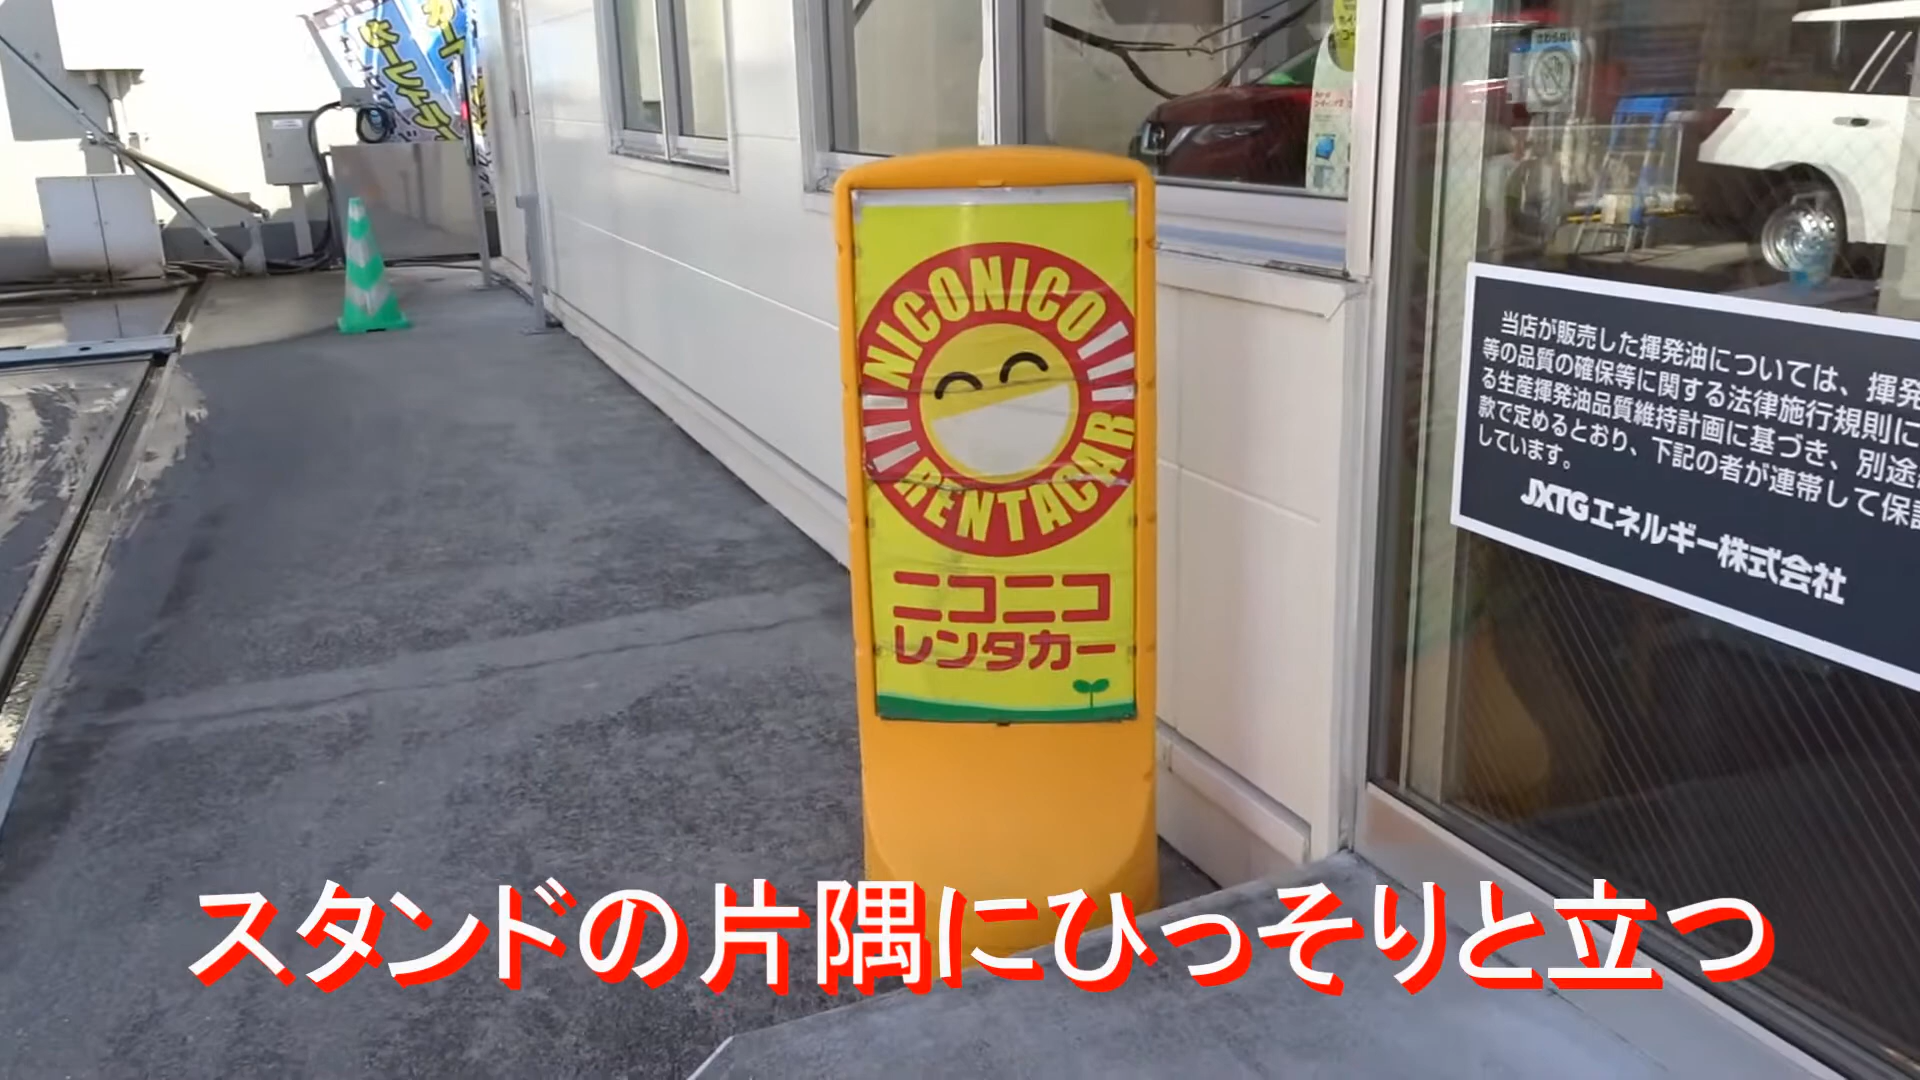 NICONICO
RENTACAR
ニコニコ
レンタカー
当店が販売した揮発油については、揮発
等の品質の確保等に関する法律施行規則に
る生産揮発油品質維持計画に基づき、別途
款で定めるとおり、下記の者が連帯して保証
しています。
JXTGエネルギー株式会社
スタンドの片隅にひっそりと立つ